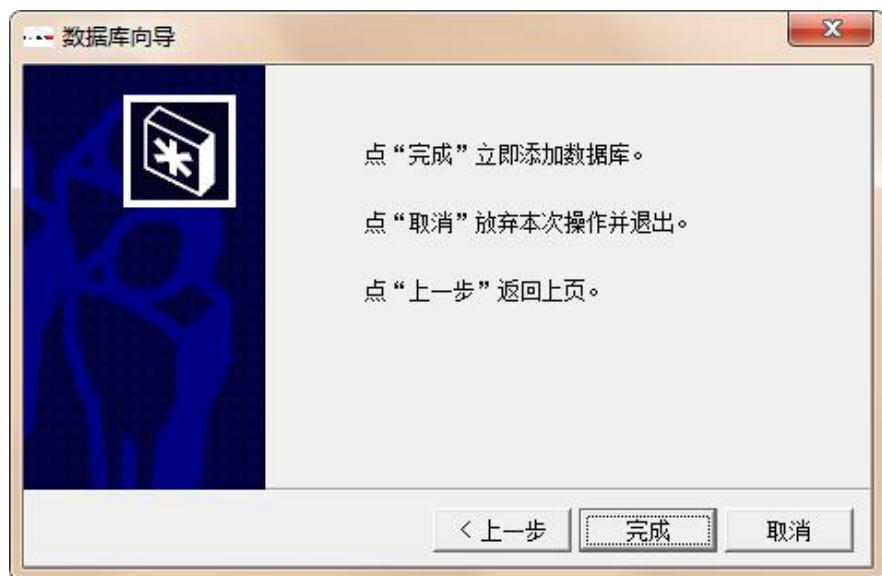 数据库向导
点“完成”立即添加数据库。
点“取消”放弃本次操作并退出。
点“上一步”返回上页。
<上一步 完成 取消